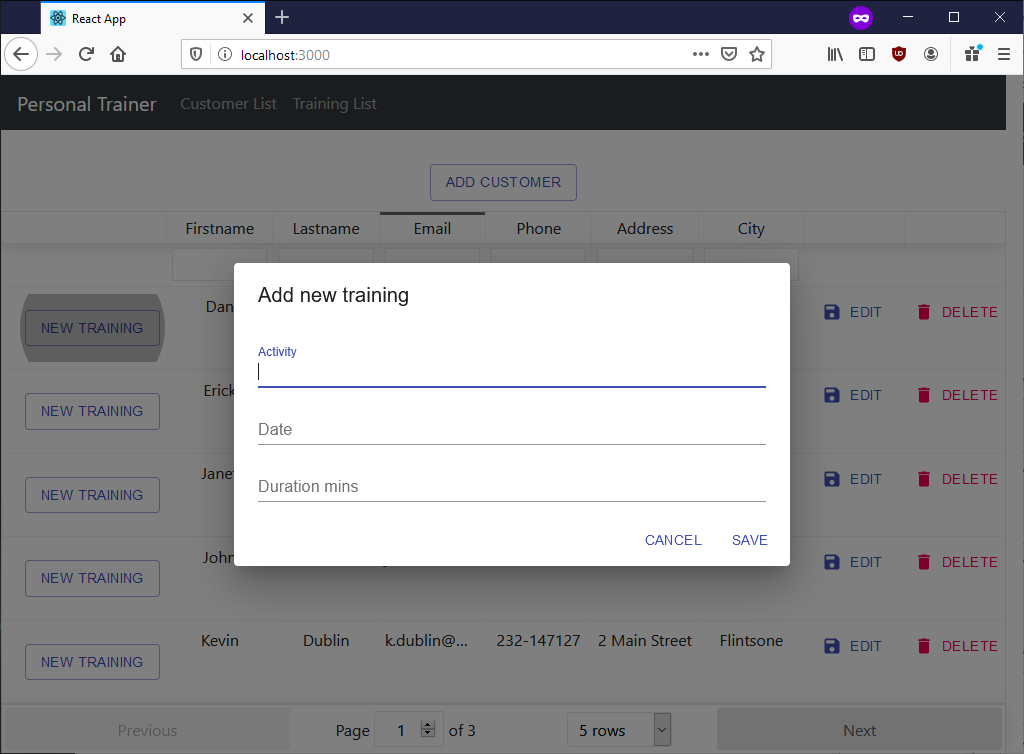 React App
localhost:3000
Personal Trainer Customer List Training List
ADD CUSTOMER
Firstname Lastname Email Phone Address City
Add new training
Activity
Date
Duration mins
CANCEL SAVE
Dan
NEW TRAINING EDIT DELETE
Erick
NEW TRAINING EDIT DELETE
NEW TRAINING EDIT DELETE
John
NEW TRAINING EDIT DELETE
Kevin Dublin k.dublin@... 232-147127 2 Main Street Flintsone
NEW TRAINING EDIT DELETE
Previous Page 1 of 3 5 rows Next